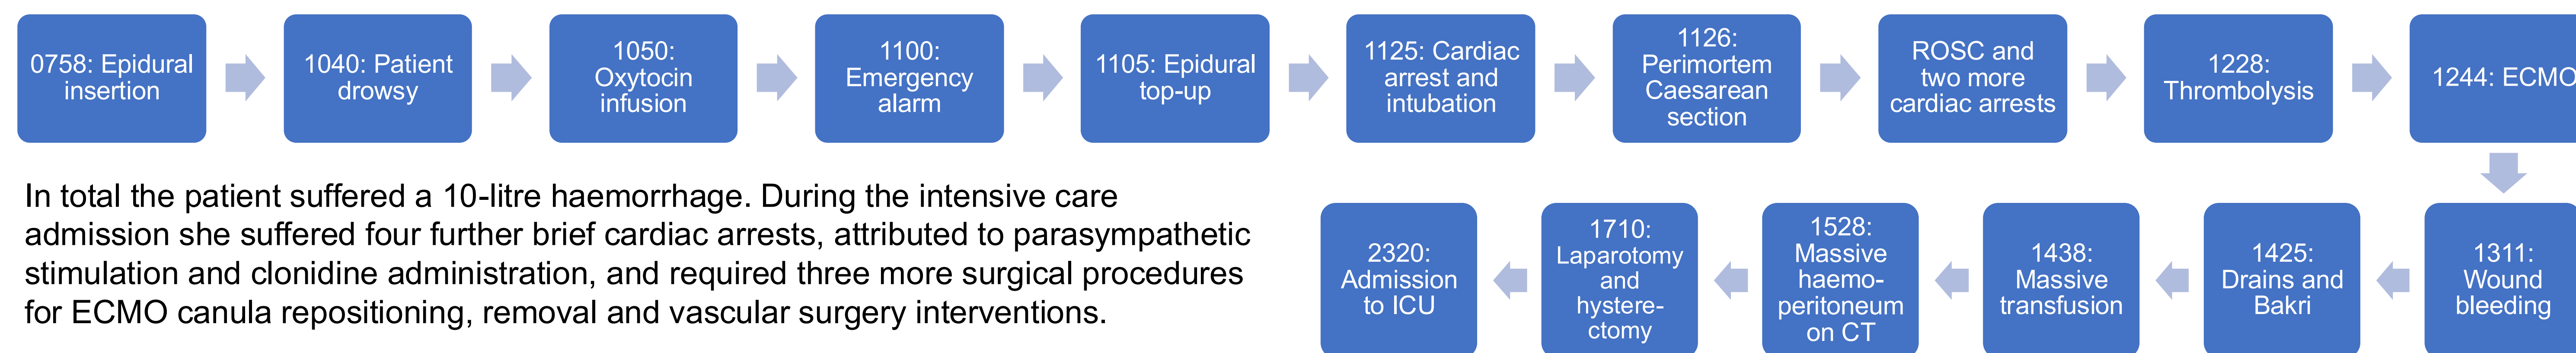 0758: Epidural
insertion
1040: Patient
drowsy
1050:
Oxytocin
infusion
1100:
Emergency
alarm
1105: Epidural
top-up
1125: Cardiac
arrest and
intubation
1126:
Perimortem
Caesarean
section
ROSC and
two more
cardiac arrests
1228:
Thrombolysis
1244: ECMO
1311:
Wound
bleeding
1425:
Drains and
Bakri
1438:
Massive
transfusion
1528:
Massive
haemo-
peritoneum
on CT
1710:
Laparotomy
and
hystere-
ctomy
2320:
Admission
to ICU
In total the patient suffered a 10-litre haemorrhage. During the intensive care
admission she suffered four further brief cardiac arrests, attributed to parasympathetic
stimulation and clonidine administration, and required three more surgical procedures
for ECMO canula repositioning, removal and vascular surgery interventions.